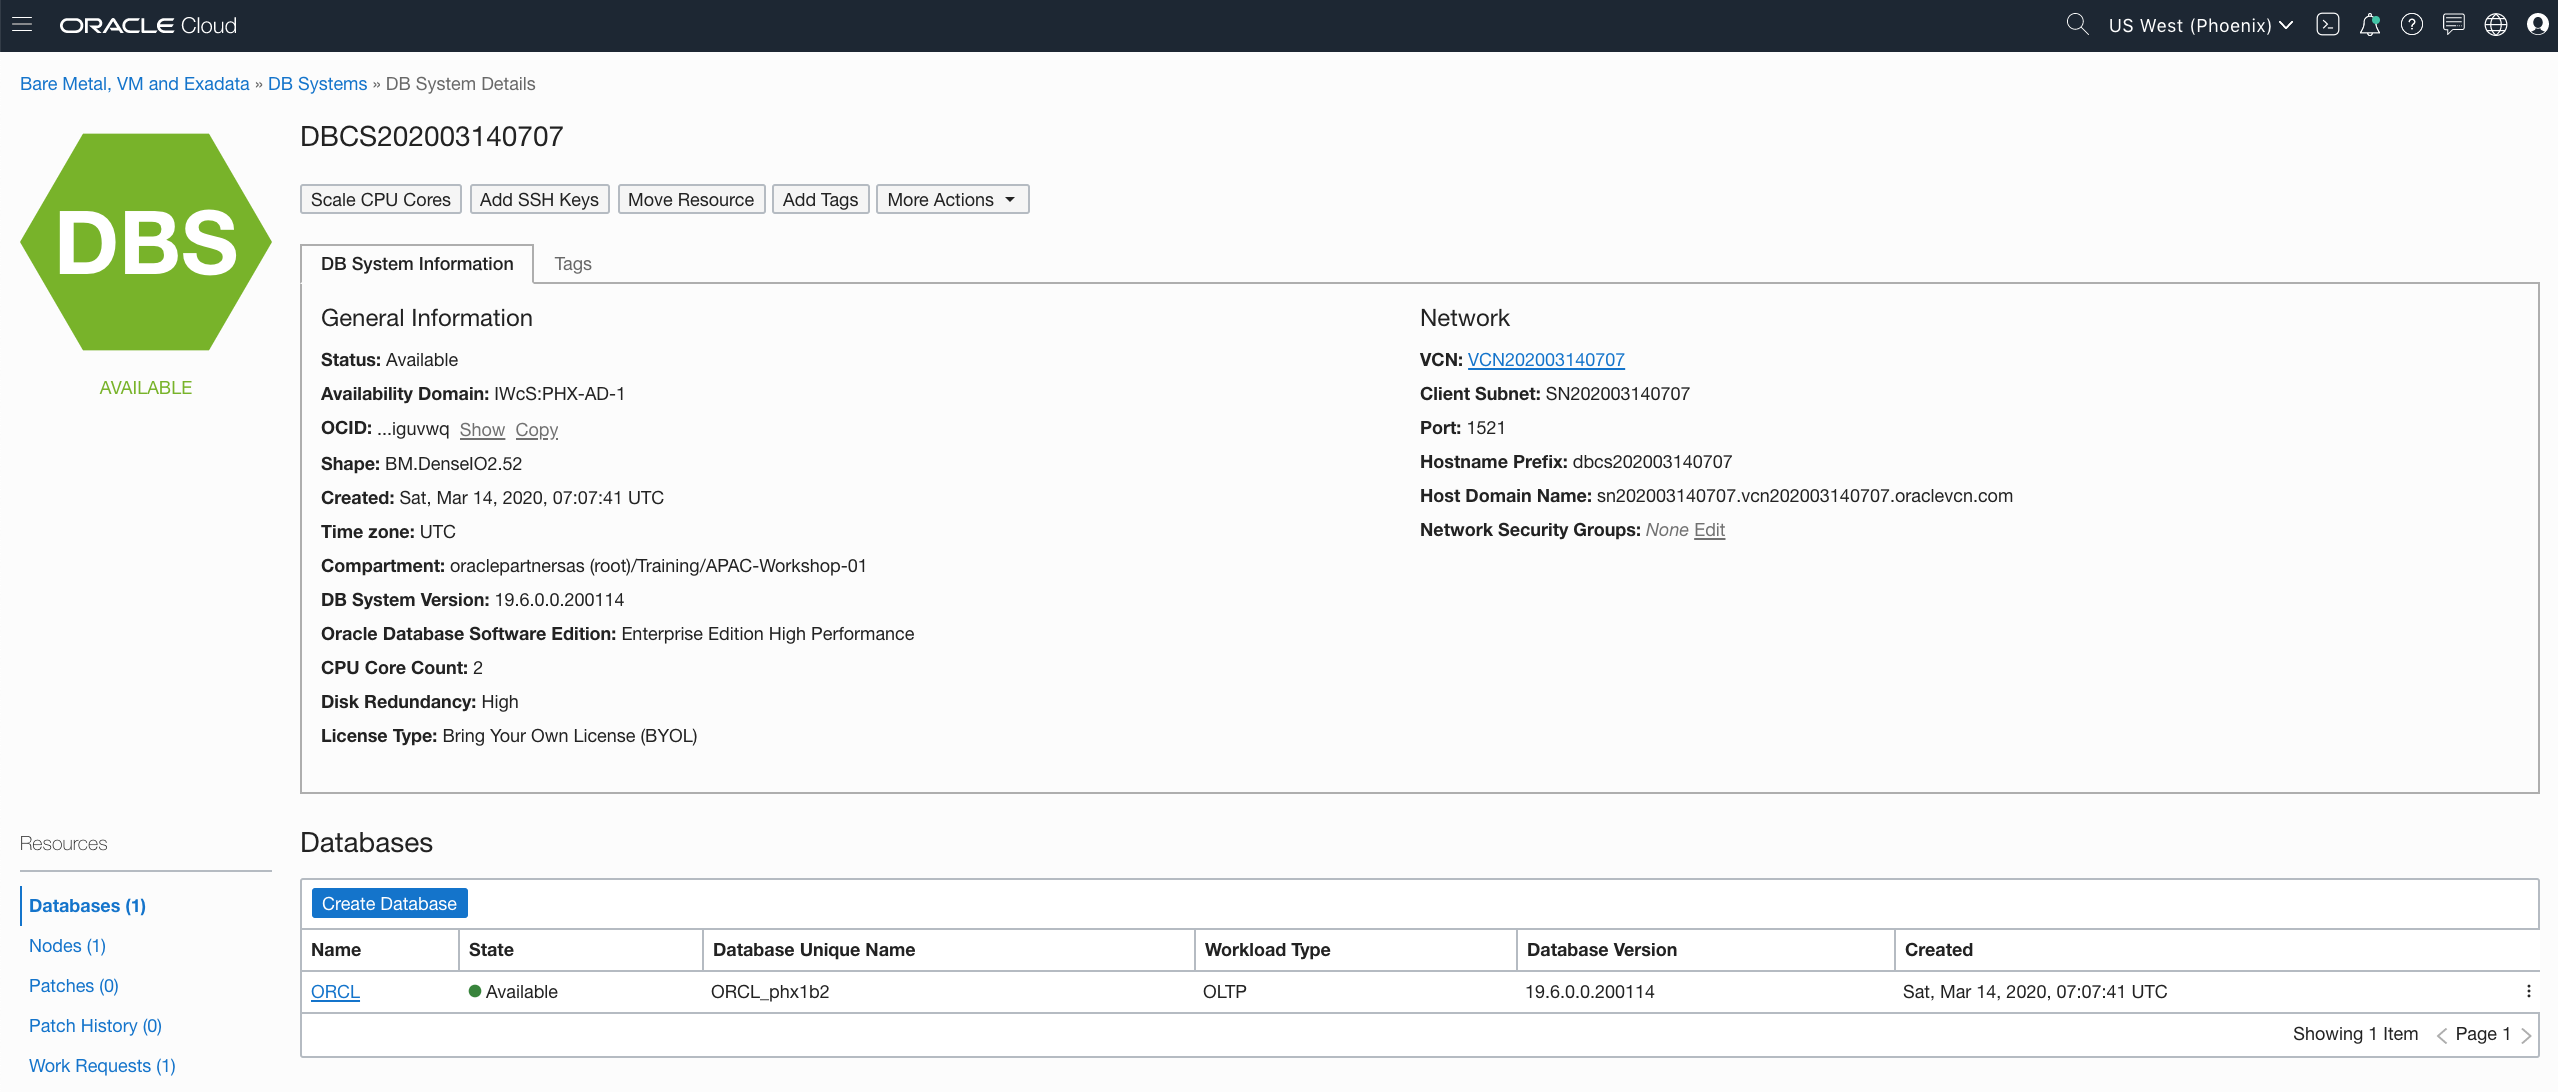 ORACLE Cloud
US West (Phoenix)
Bare Metal, VM and Exadata » DB Systems » DB System Details
DBS
AVAILABLE
DBCS202003140707
Scale CPU Cores Add SSH Keys Move Resource Add Tags More Actions
DB System Information Tags
General Information
Status: Available
Availability Domain: IWcS:PHX-AD-1
OCID: ...iguvwq Show Copy
Shape: BM.DenseIO2.52
Created: Sat, Mar 14, 2020, 07:07:41 UTC
Time zone: UTC
Compartment: oraclepartnersas (root)/Training/APAC-Workshop-01
DB System Version: 19.6.0.0.200114
Oracle Database Software Edition: Enterprise Edition High Performance
CPU Core Count: 2
Disk Redundancy: High
License Type: Bring Your Own License (BYOL)
Network
VCN: VCN202003140707
Client Subnet: SN202003140707
Port: 1521
Hostname Prefix: dbcs202003140707
Host Domain Name: sn202003140707.vcn202003140707.oraclevcn.com
Network Security Groups: None Edit
Resources
Databases (1)
Nodes (1)
Patches (0)
Patch History (0)
Work Requests (1)
Databases
Create Database
Name State Database Unique Name Workload Type Database Version Created
ORCL Available ORCL_phx1b2 OLTP 19.6.0.0.200114 Sat, Mar 14, 2020, 07:07:41 UTC
Showing 1 Item < Page 1 >